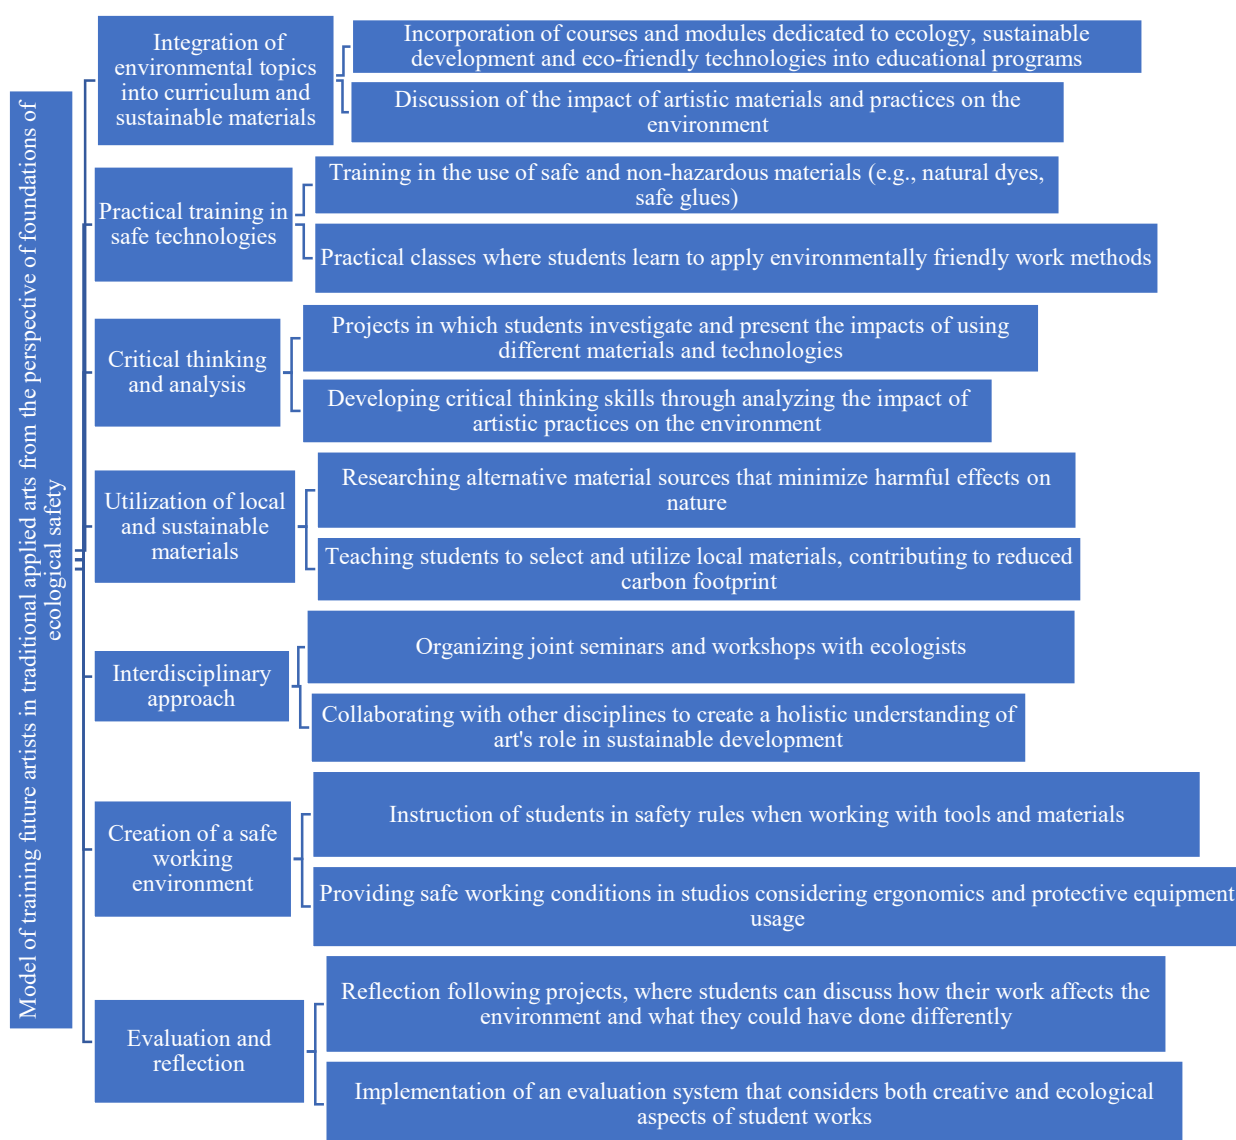 Model of training future artists in traditional applied arts from the perspective of foundations of
ecological safety
Integration of
environmental topics
into curriculum and
sustainable materials
Incorporation of courses and modules dedicated to ecology, sustainable
development and eco-friendly technologies into educational programs
Discussion of the impact of artistic materials and practices on the
environment
Practical training in
safe technologies
Training in the use of safe and non-hazardous materials (e.g., natural dyes,
safe glues)
Practical classes where students learn to apply environmentally friendly work methods
Critical thinking
and analysis
Projects in which students investigate and present the impacts of using
different materials and technologies
Developing critical thinking skills through analyzing the impact of
artistic practices on the environment
Utilization of local
and sustainable
materials
Researching alternative material sources that minimize harmful effects on
nature
Teaching students to select and utilize local materials, contributing to reduced
carbon footprint
Interdisciplinary
approach
Organizing joint seminars and workshops with ecologists
Collaborating with other disciplines to create a holistic understanding of
art's role in sustainable development
Creation of a safe
working
environment
Instruction of students in safety rules when working with tools and materials
Providing safe working conditions in studios considering ergonomics and protective equipment
usage
Evaluation and
reflection
Reflection following projects, where students can discuss how their work affects the
environment and what they could have done differently
Implementation of an evaluation system that considers both creative and ecological
aspects of student works